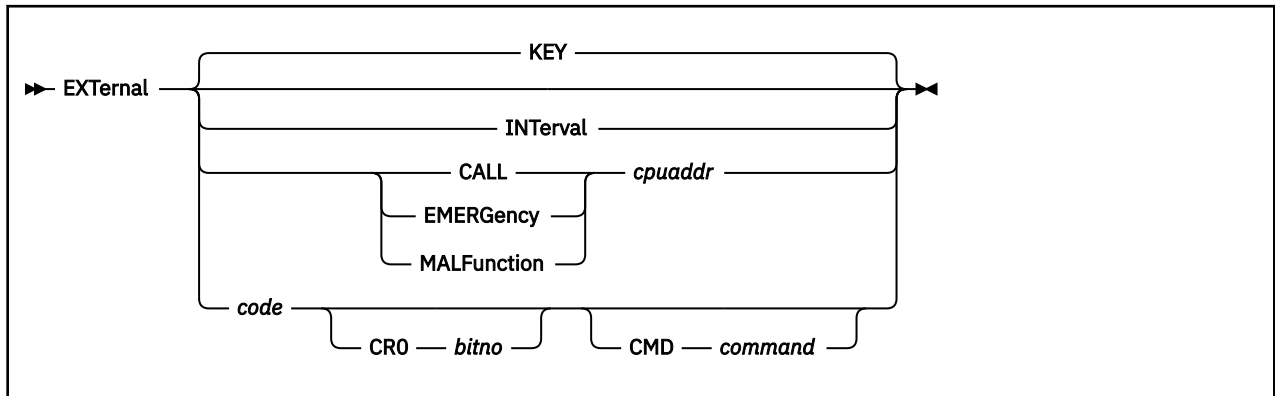 KEY
EXTernal
INTerval
CALL cpuaddr
EMERGency
MALFunction
code
CR0 bitno CMD command